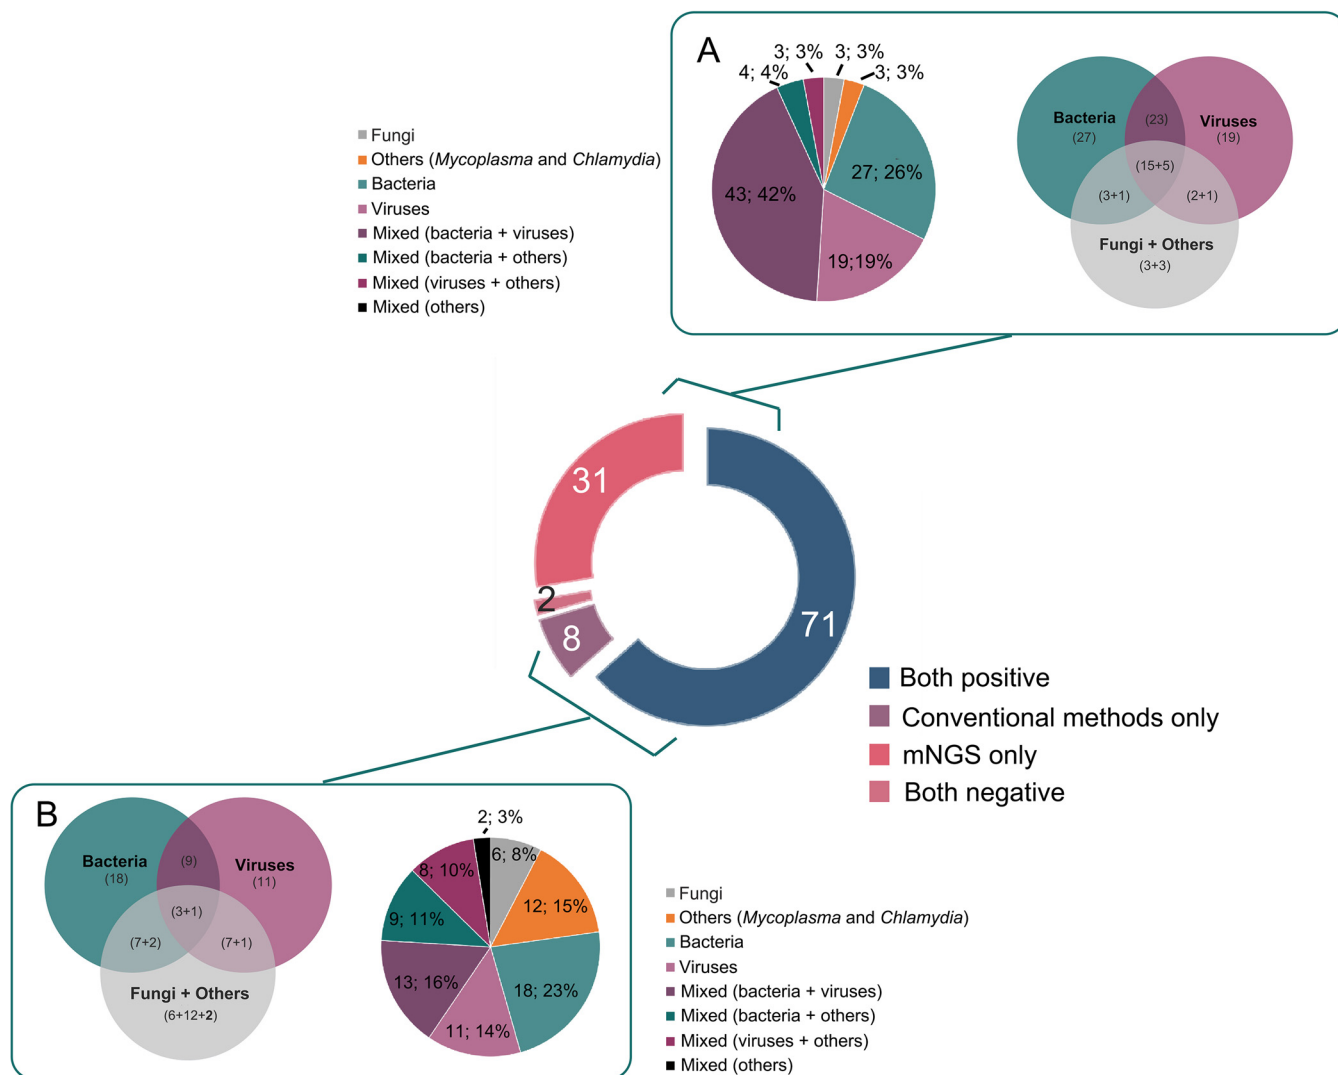 A
3; 3%
3; 3%
4; 4%
3; 3%
27; 26%
43; 42%
19;19%
Bacteria
(27)
(23)
Viruses
(19)
(15+5)
(3+1)
(2+1)
Fungi + Others
(3+3)
Fungi
Others (Mycoplasma and Chlamydia)
Bacteria
Viruses
Mixed (bacteria + viruses)
Mixed (bacteria + others)
Mixed (viruses + others)
Mixed (others)
31
2
8
71
Both positive
Conventional methods only
mNGS only
Both negative
B
Bacteria
(18)
(9)
Viruses
(11)
(3+1)
(7+2)
(7+1)
Fungi + Others
(6+12+2)
2; 3%
6; 8%
8; 10%
12; 15%
9; 11%
13; 16%
18; 23%
11; 14%
Fungi
Others (Mycoplasma and Chlamydia)
Bacteria
Viruses
Mixed (bacteria + viruses)
Mixed (bacteria + others)
Mixed (viruses + others)
Mixed (others)